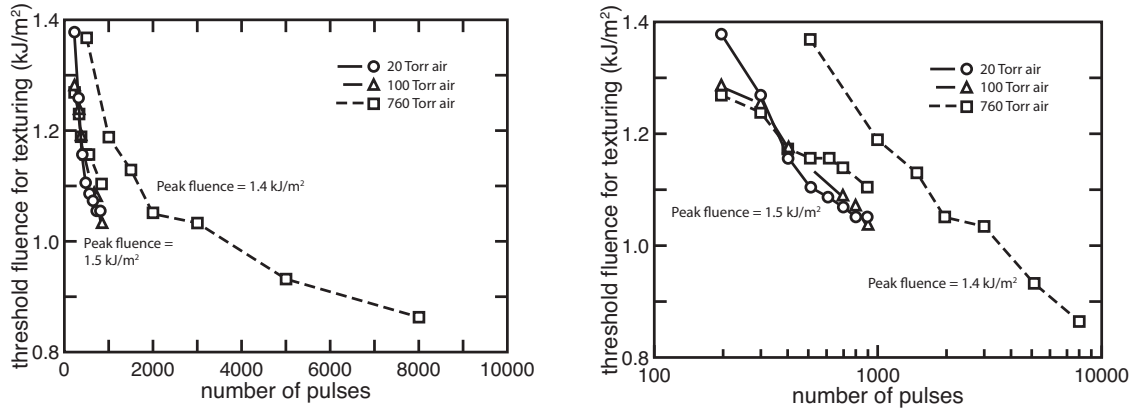 threshold fluence for texturing (kJ/m²)
1.4
1.2
1.0
0.8
20 Torr air
100 Torr air
760 Torr air
Peak fluence = 1.4 kJ/m²
Peak fluence =
1.5 kJ/m²
0 2000 4000 6000 8000 10000
number of pulses
threshold fluence for texturing (kJ/m²)
1.4
1.2
1.0
0.8
20 Torr air
100 Torr air
760 Torr air
Peak fluence = 1.5 kJ/m²
Peak fluence = 1.4 kJ/m²
100 1000 10000
number of pulses